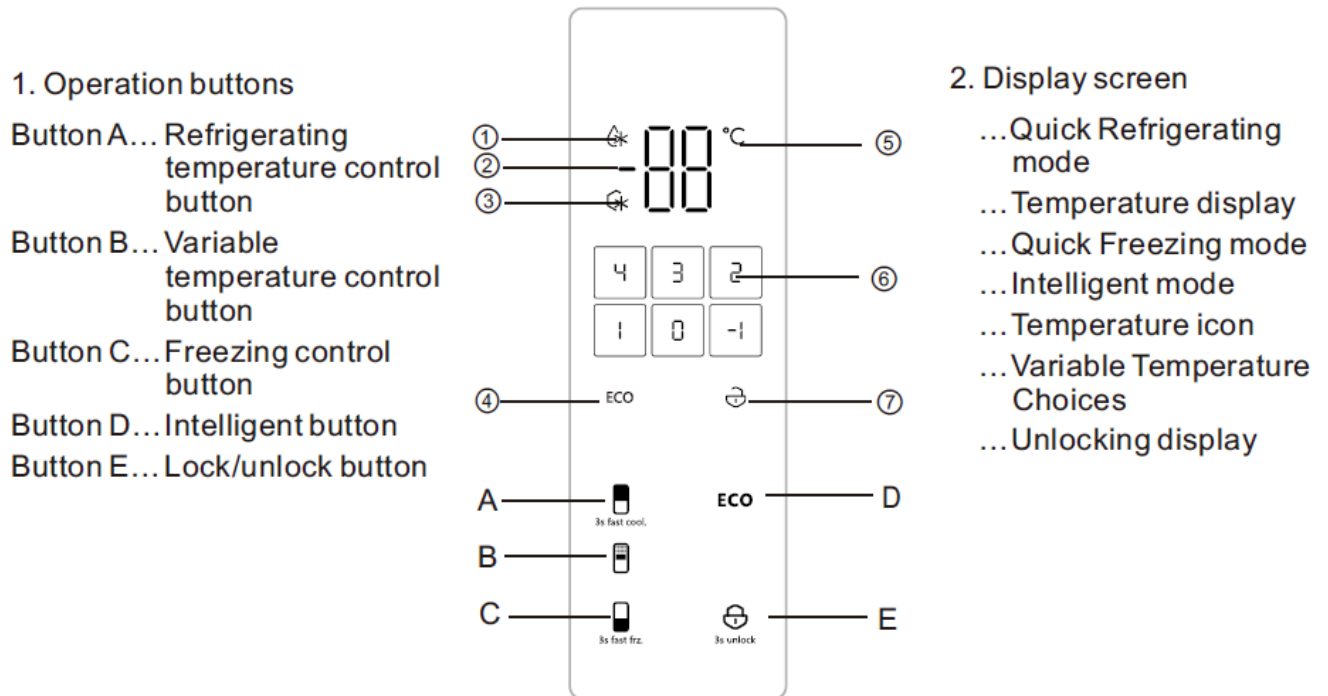 1. Operation buttons
Button A... Refrigerating
temperature control
button
Button B... Variable
temperature control
button
Button C... Freezing control
button
Button D... Intelligent button
Button E... Lock/unlock button
①
②
③
-88
°C
⑤
4 3 2
⑥
1 0 -1
④
ECO
⑦
A
3s fast cool.
ECO
D
B
C
3s fast frz.
3s unlock
E
2. Display screen
...Quick Refrigerating
mode
...Temperature display
...Quick Freezing mode
...Intelligent mode
...Temperature icon
...Variable Temperature
Choices
...Unlocking display